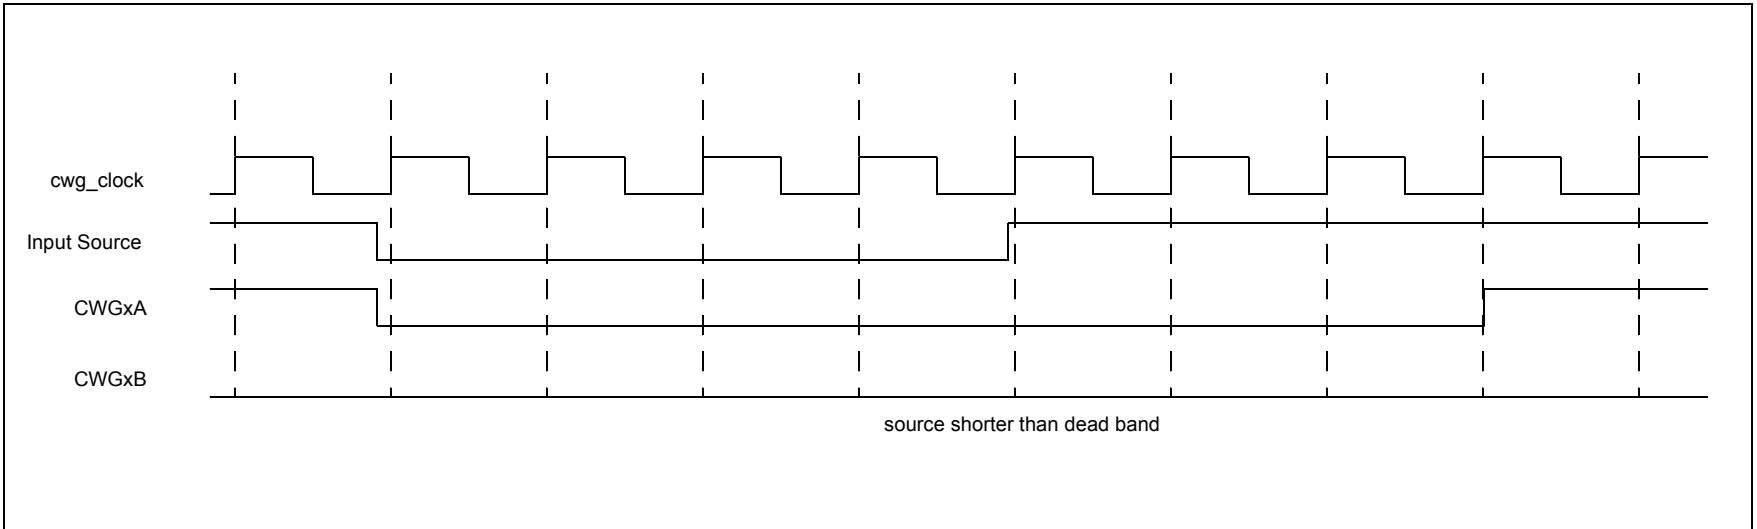 cwg_clock
Input Source
CWGxA
CWGxB
source shorter than dead band